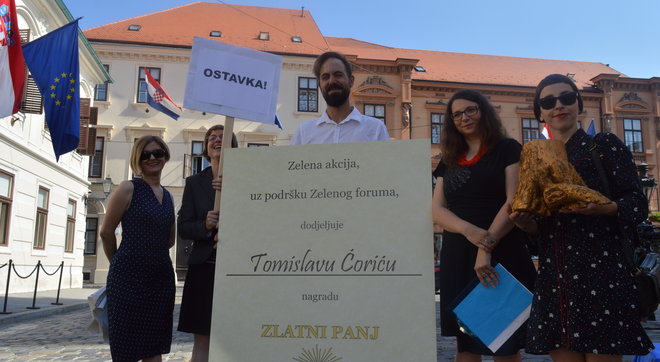 OSTAVKA!
Zelena akcija,
uz podršku Zelenog foruma,
dodjeljuje
Tomislavu Ćoriću
nagradu
ZLATNI PANJ